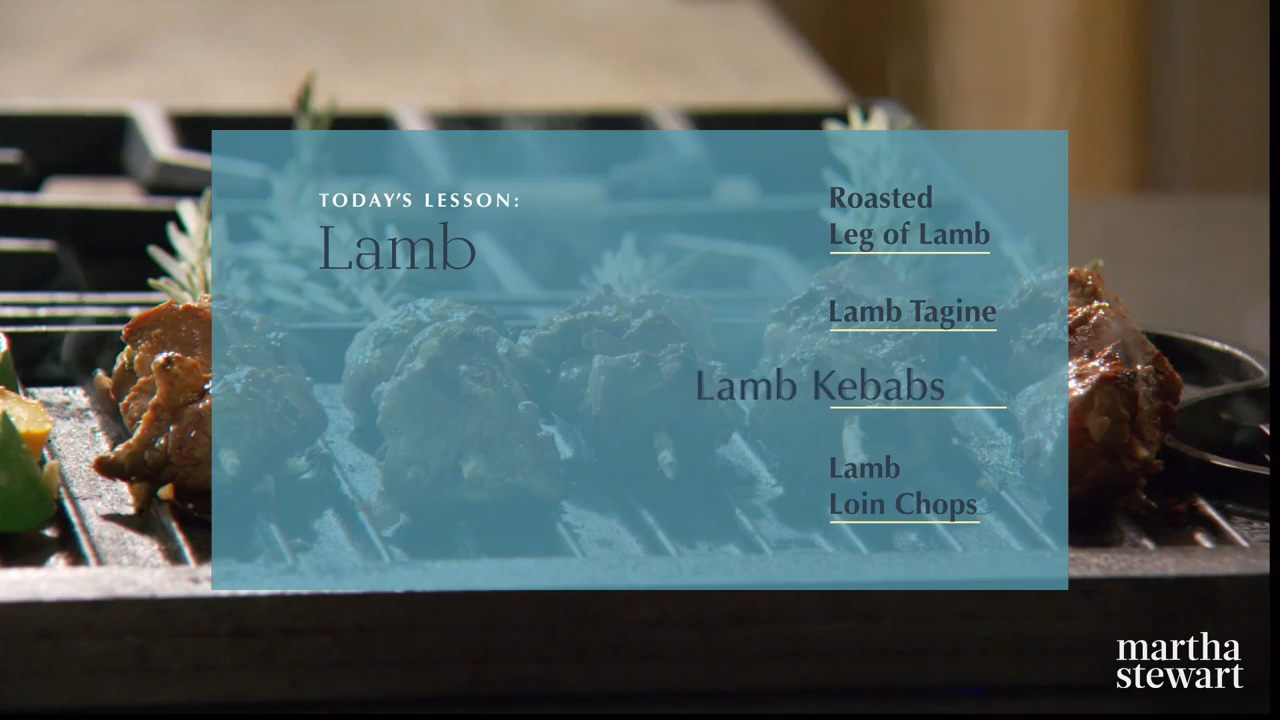 TODAY'S LESSON:
Lamb
Roasted
Leg of Lamb
Lamb Tagine
Lamb Kebabs
Lamb
Loin Chops
martha
stewart